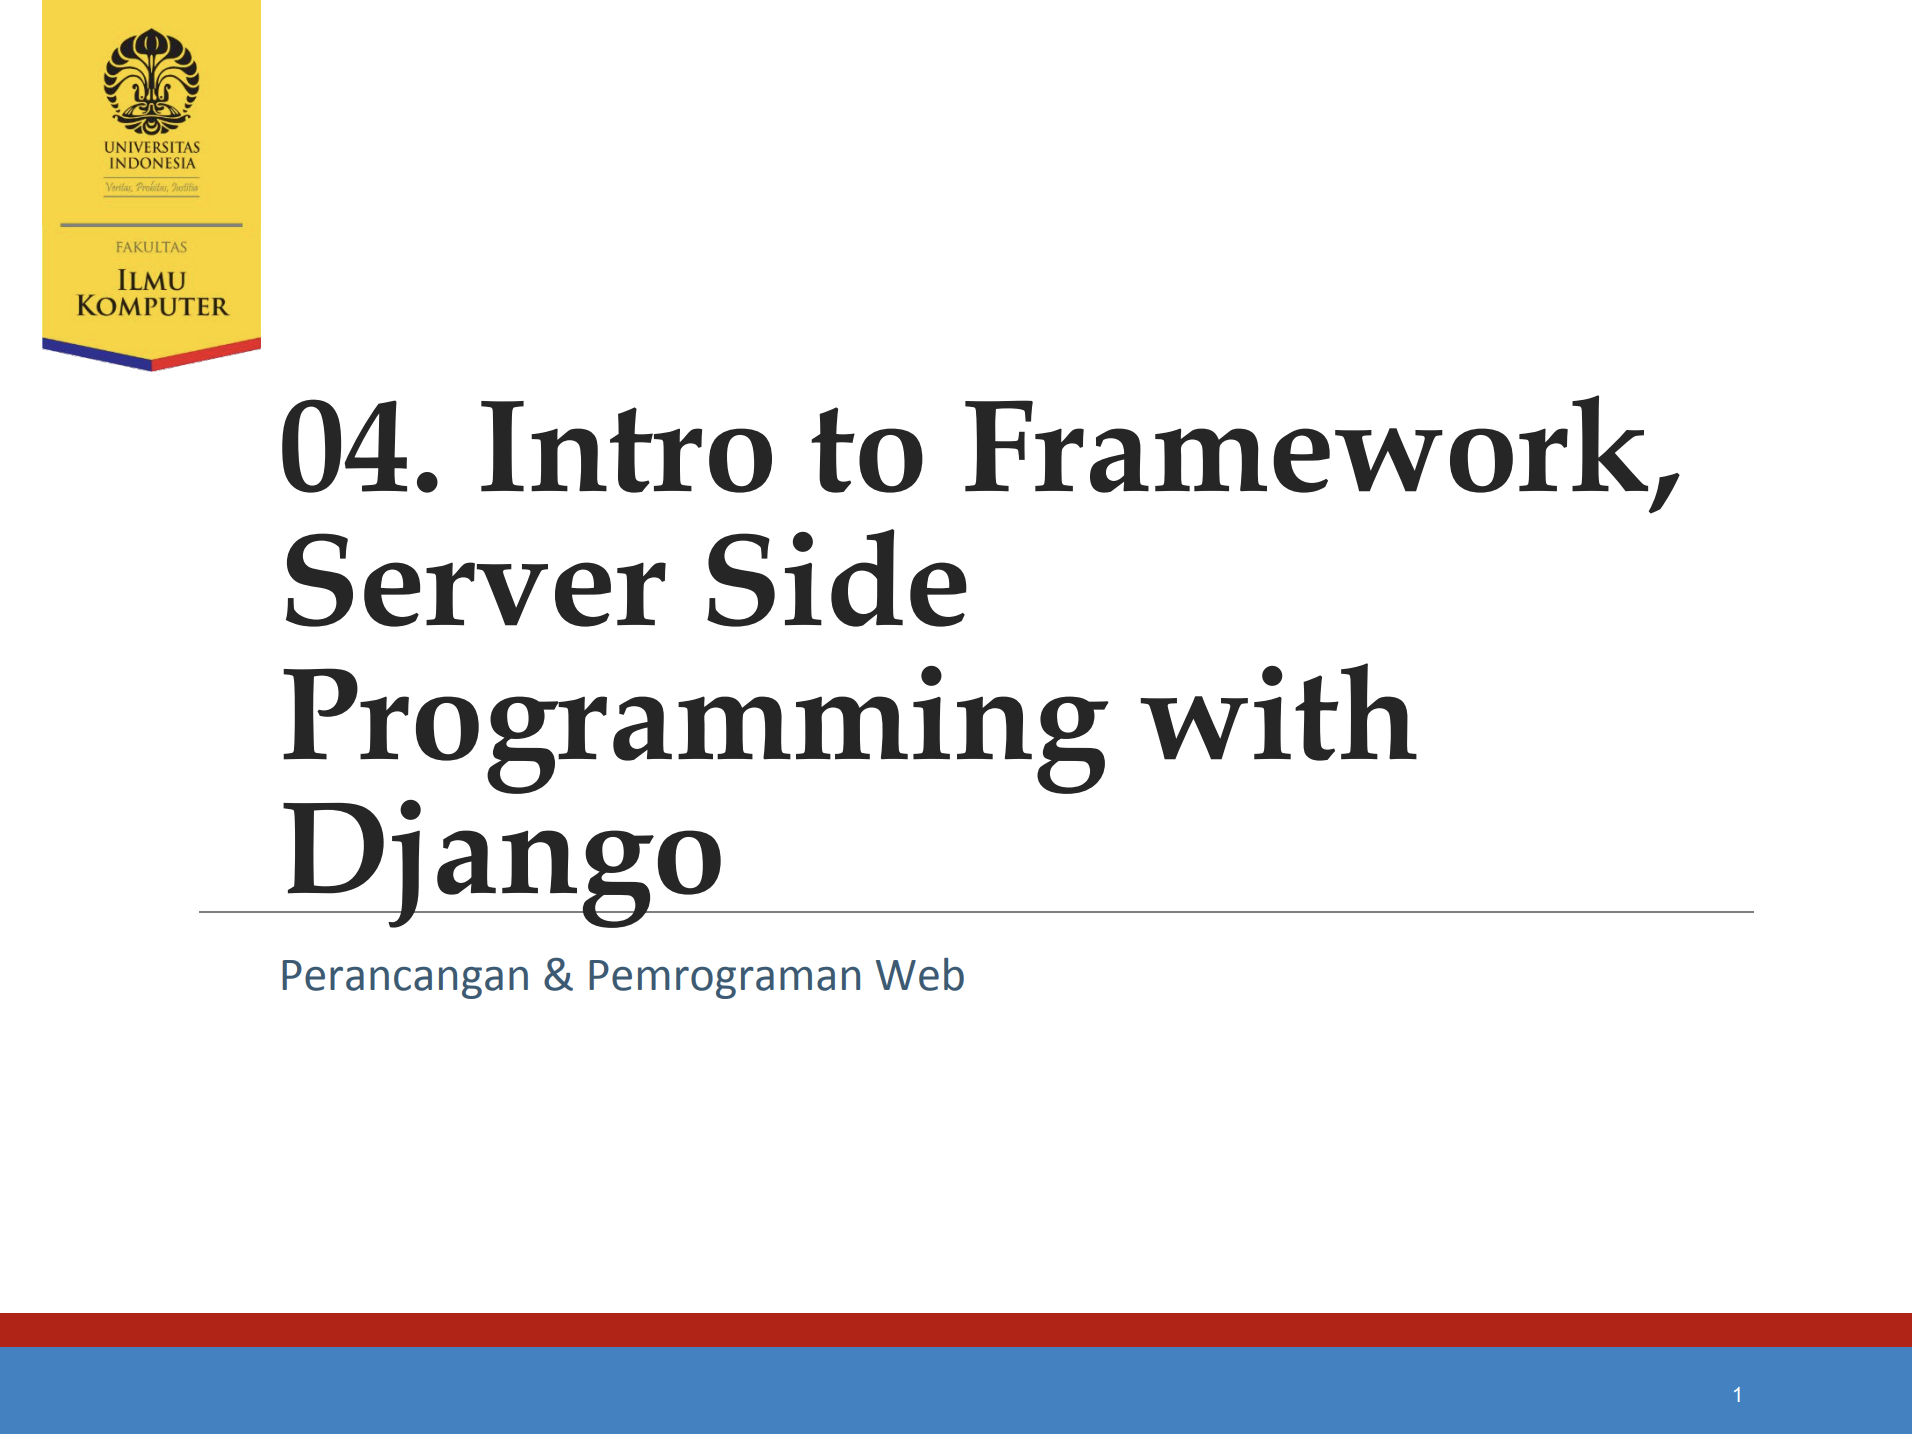 UNIVERSITAS
INDONESIA
Veritas, Probitas, Justitia
FAKULTAS
ILMU
KOMPUTER
04. Intro to Framework,
Server Side
Programming with
Django
Perancangan & Pemrograman Web
1